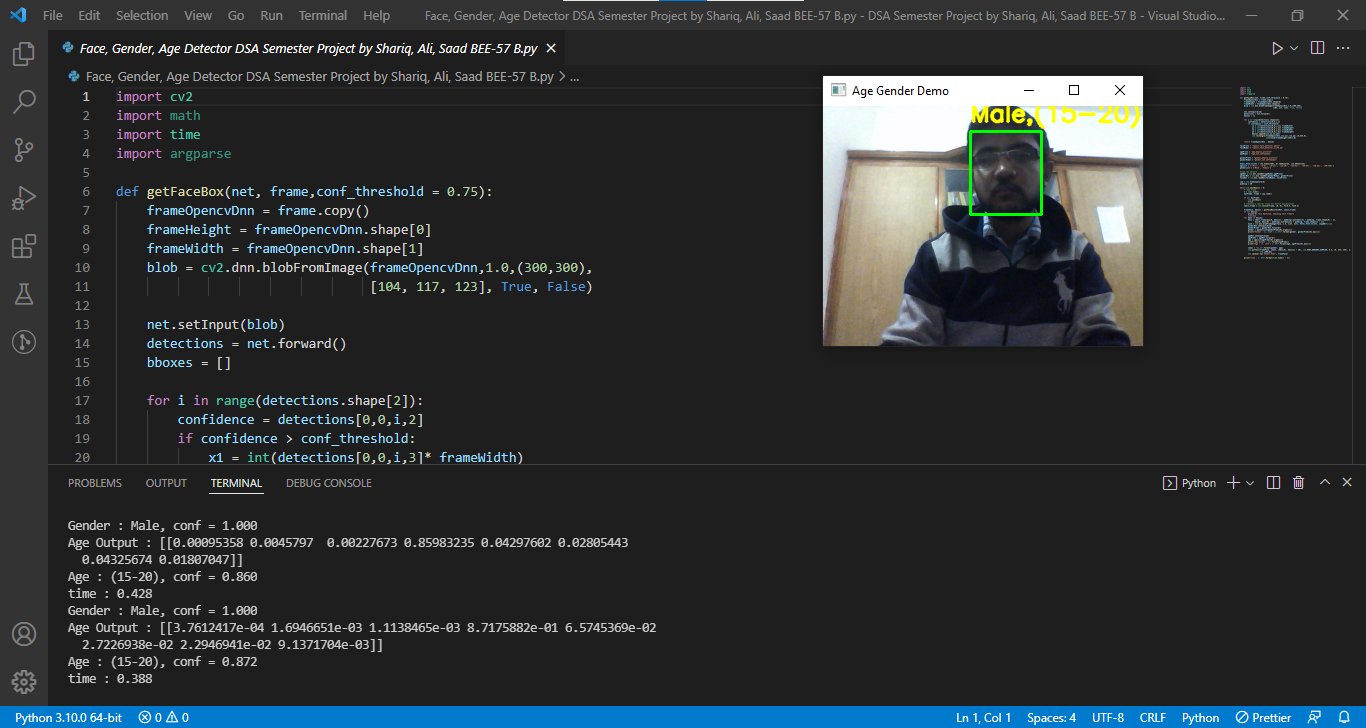 File Edit Selection View Go Run Terminal Help Face, Gender, Age Detector DSA Semester Project by Shariq, Ali, Saad BEE-57 B.py - DSA Semester Project by Shariq, Ali, Saad BEE-57 B - Visual Studio...
Face, Gender, Age Detector DSA Semester Project by Shariq, Ali, Saad BEE-57 B.py
Face, Gender, Age Detector DSA Semester Project by Shariq, Ali, Saad BEE-57 B.py > ...
1 import cv2
2 import math
3 import time
4 import argparse
5
6 def getFaceBox(net, frame,conf_threshold = 0.75):
7 frameOpencvDnn = frame.copy()
8 frameHeight = frameOpencvDnn.shape[0]
9 frameWidth = frameOpencvDnn.shape[1]
10 blob = cv2.dnn.blobFromImage(frameOpencvDnn,1.0,(300,300),
11 [104, 117, 123], True, False)
12
13 net.setInput(blob)
14 detections = net.forward()
15 bboxes = []
16
17 for i in range(detections.shape[2]):
18 confidence = detections[0,0,i,2]
19 if confidence > conf_threshold:
20 x1 = int(detections[0,0,i,3]* frameWidth)
Age Gender Demo
Male,(15-20)
PROBLEMS OUTPUT TERMINAL DEBUG CONSOLE Python
Gender : Male, conf = 1.000
Age Output : [[0.00095358 0.0045797  0.00227673 0.85983235 0.04297602 0.02805443
0.04325674 0.01807047]]
Age : (15-20), conf = 0.860
time : 0.428
Gender : Male, conf = 1.000
Age Output : [[3.7612417e-04 1.6946651e-03 1.1138465e-03 8.7175882e-01 6.5745369e-02
2.7226938e-02 2.2946941e-02 9.1371704e-03]]
Age : (15-20), conf = 0.872
time : 0.388
Python 3.10.0 64-bit 0 0 Ln 1, Col 1 Spaces: 4 UTF-8 CRLF Python Prettier